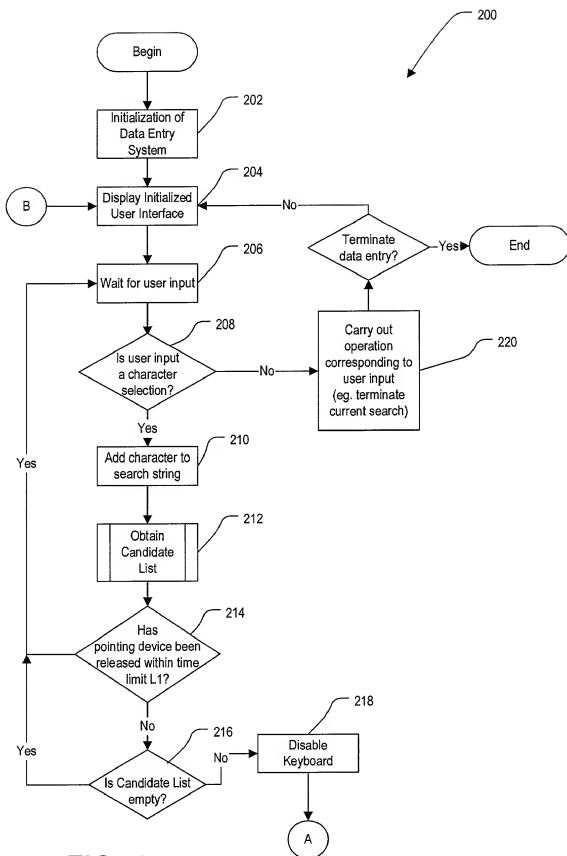 200
Begin
202
Initialization of
Data Entry
System
204
B
Display Initialized
User Interface
No
Terminate
data entry?
Yes
End
206
Wait for user input
208
Is user input
a character
selection?
No
Carry out
operation
corresponding to
user input
(eg. terminate
current search)
220
Yes
210
Add character to
search string
Yes
212
Obtain
Candidate
List
214
Has
pointing device been
released within time
limit L1?
No
216
218
Yes
Is Candidate List
empty?
No
Disable
Keyboard
A